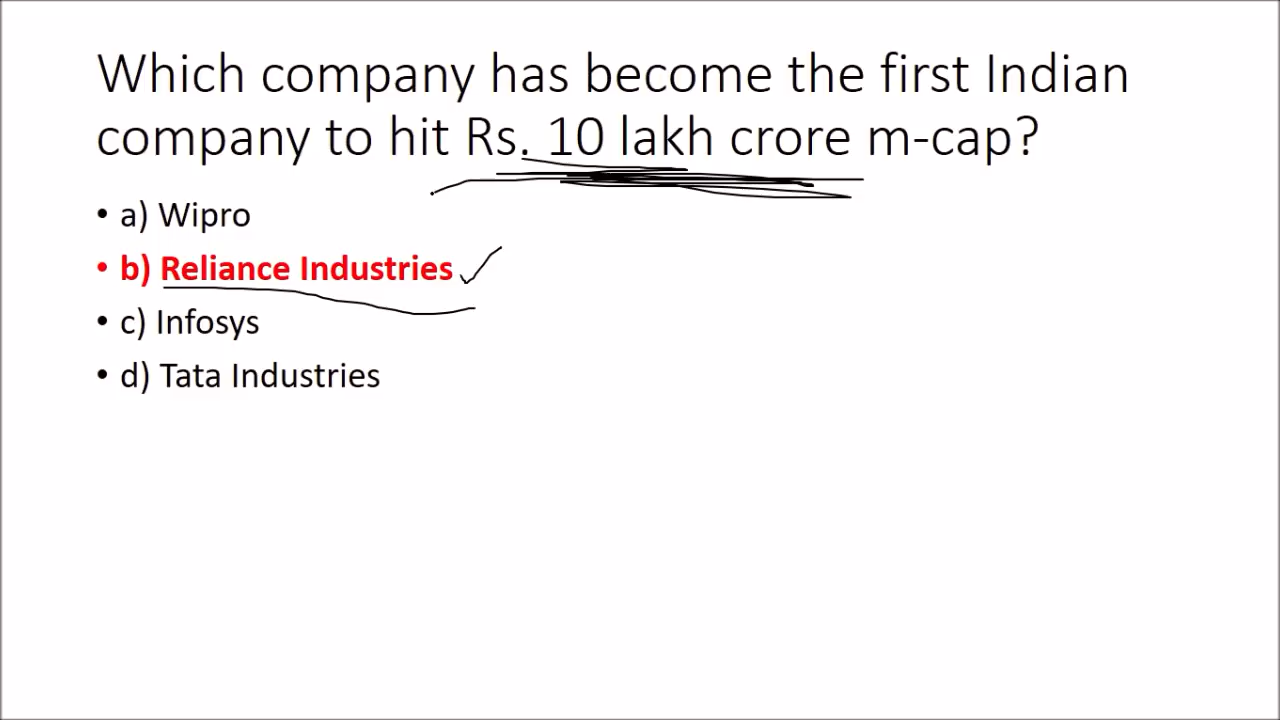 Which company has become the first Indian
company to hit Rs. 10 lakh crore m-cap?
• a) Wipro
• b) Reliance Industries
• c) Infosys
• d) Tata Industries